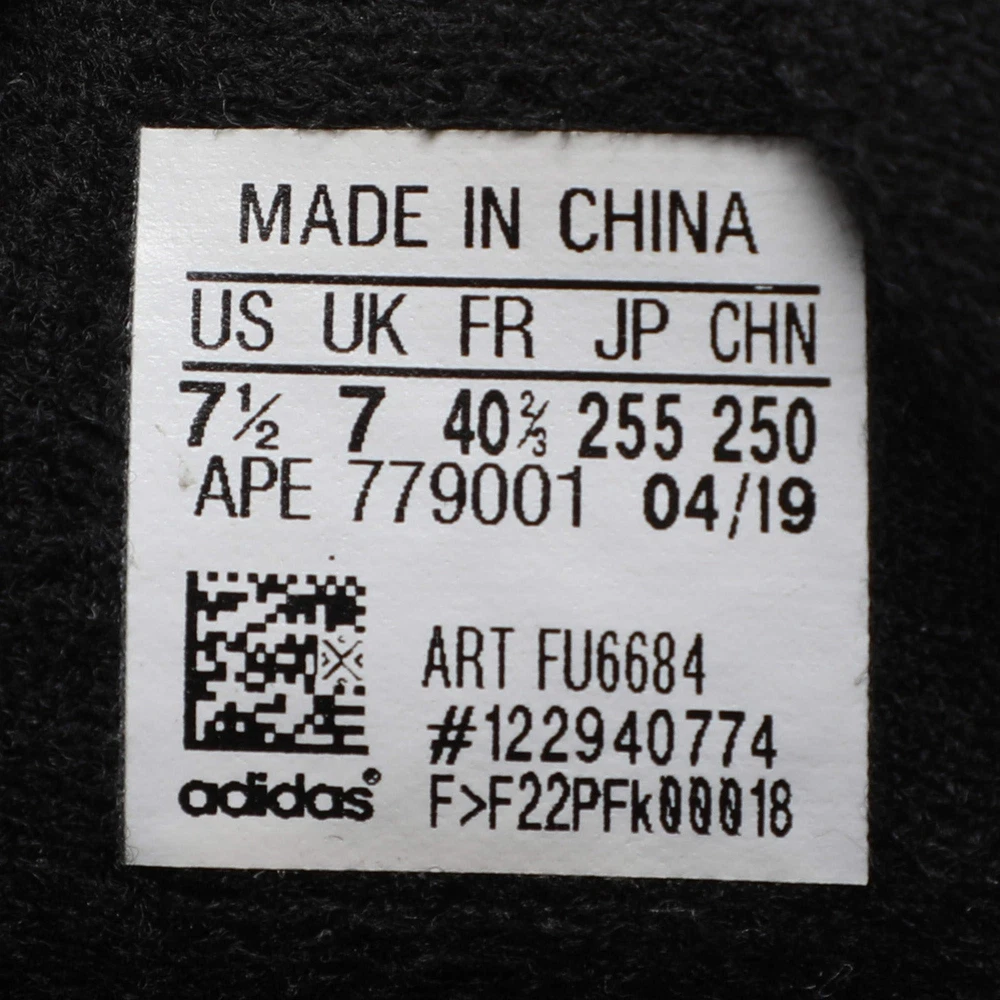 MADE IN CHINA
US UK FR JP CHN
7½ 7 40⅔ 255 250
APE 779001 04/19
ART FU6684
#122940774
F>F22PFk00018
adidas®